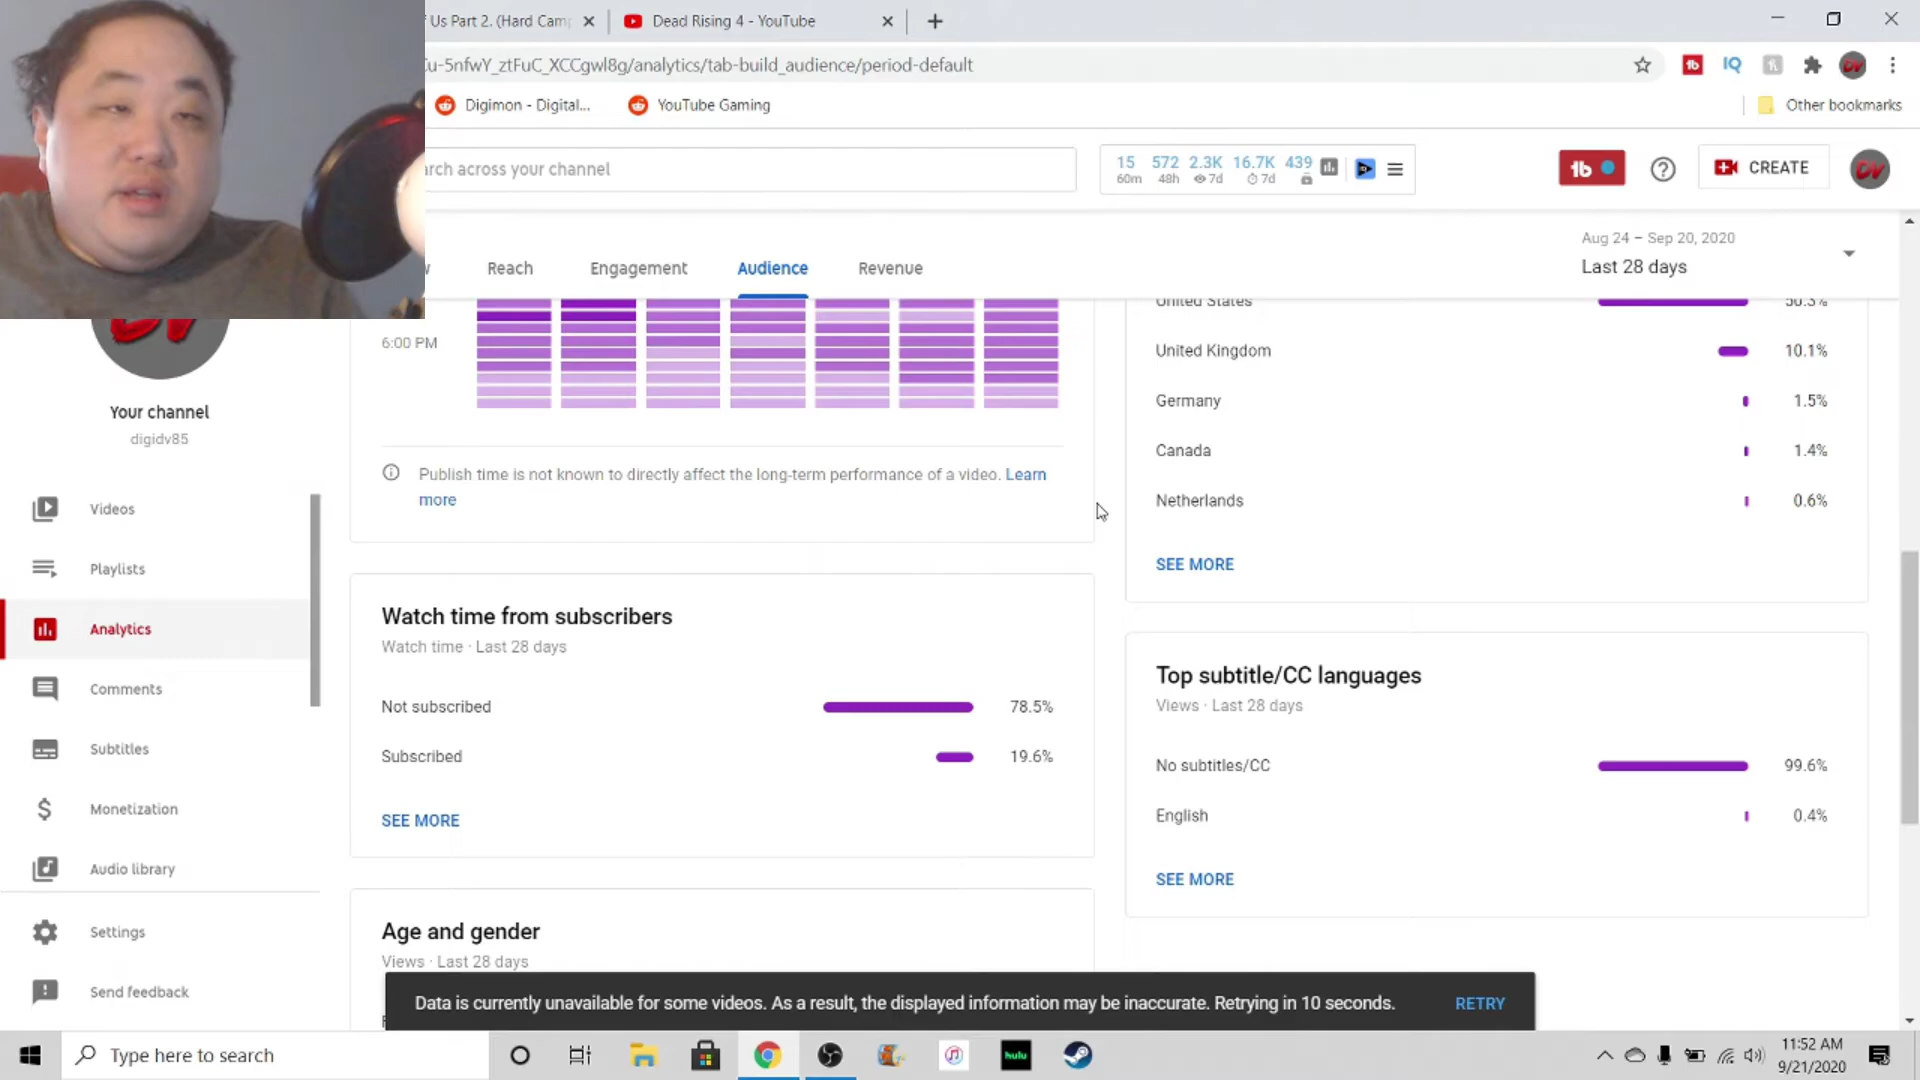 f Us Part 2. (Hard Camp
Dead Rising 4 - YouTube
Cu-5nfwY_ztFuC_XCCgwl8g/analytics/tab-build_audience/period-default
Digimon - Digital...
YouTube Gaming
Other bookmarks
arch across your channel
15 572 2.3K 16.7K 439
60m 48h 7d 7d
CREATE
Reach
Engagement
Audience
Revenue
Aug 24 – Sep 20, 2020
Last 28 days
6:00 PM
Publish time is not known to directly affect the long-term performance of a video. Learn
more
United States 50.3%
United Kingdom 10.1%
Germany 1.5%
Canada 1.4%
Netherlands 0.6%
SEE MORE
Your channel
digidv85
Videos
Playlists
Analytics
Comments
Subtitles
Monetization
Audio library
Settings
Send feedback
Watch time from subscribers
Watch time · Last 28 days
Not subscribed 78.5%
Subscribed 19.6%
SEE MORE
Top subtitle/CC languages
Views · Last 28 days
No subtitles/CC 99.6%
English 0.4%
SEE MORE
Age and gender
Views · Last 28 days
Data is currently unavailable for some videos. As a result, the displayed information may be inaccurate. Retrying in 10 seconds.
RETRY
Type here to search
hulu
11:52 AM
9/21/2020